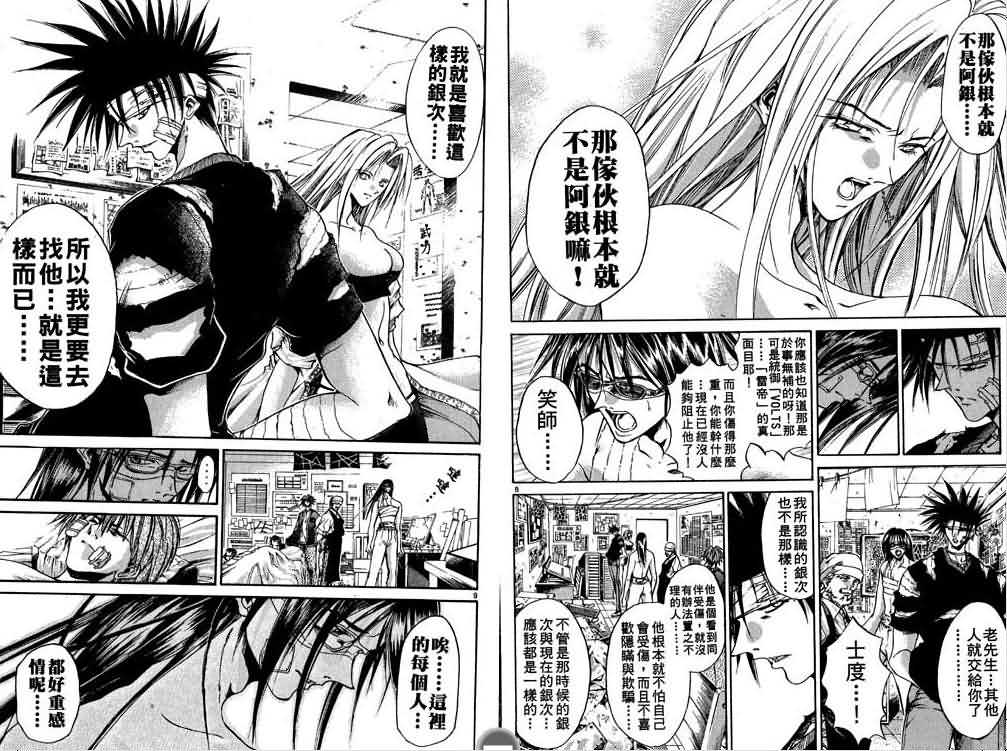 那傢伙根本就
不是阿銀……
那傢伙根本就
不是阿銀嘛！
你應該也知道那是
於事無補的呀！那
可是統御「VOLTS」
……「雷帝」的真
面目耶！
而且你傷得那麼
重，你能幹什麼
…現在已經沒人
能夠阻止他了！
笑師…
老先生…其他
人就交給你了
士度…！
我所認識的銀次
也不是那樣……
他是個看到同
伴受傷，就沒
有辦法置之不
理的人……
他根本就不怕自己
會受傷，而且不喜
歡隱瞞與欺騙……
不管是那時候的銀
次與現在的銀次…
應該都是一樣的…
8
我就是喜歡這
樣的銀次……
武力
所以我更要去
找他…就是這
樣而已……
…
9
唉……這裡
的每個人…
都好重感
情呢……